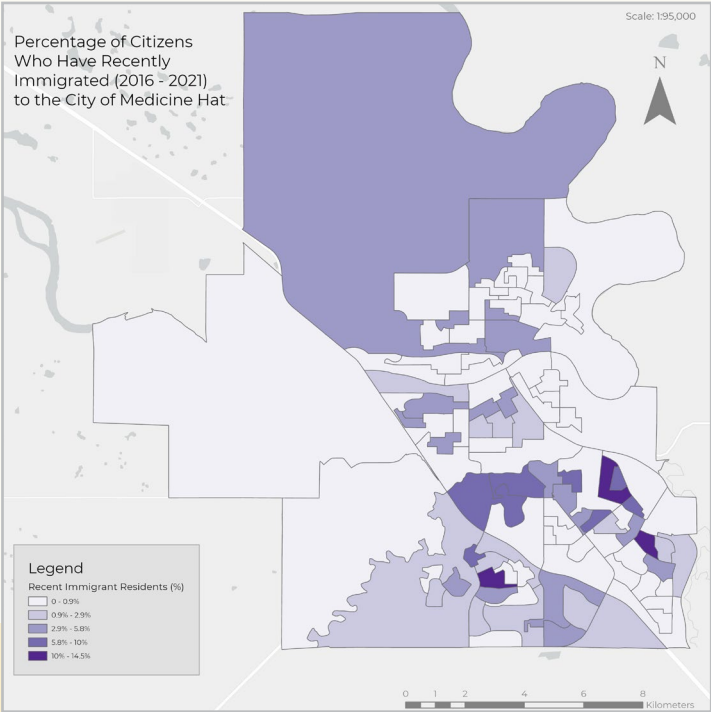 Percentage of Citizens
Who Have Recently
Immigrated (2016 - 2021)
to the City of Medicine Hat
Scale: 1:95,000
N
Legend
Recent Immigrant Residents (%)
0 - 0.9%
0.9% - 2.9%
2.9% - 5.8%
5.8% - 10%
10% - 14.5%
0 1 2 4 6 8
Kilometers